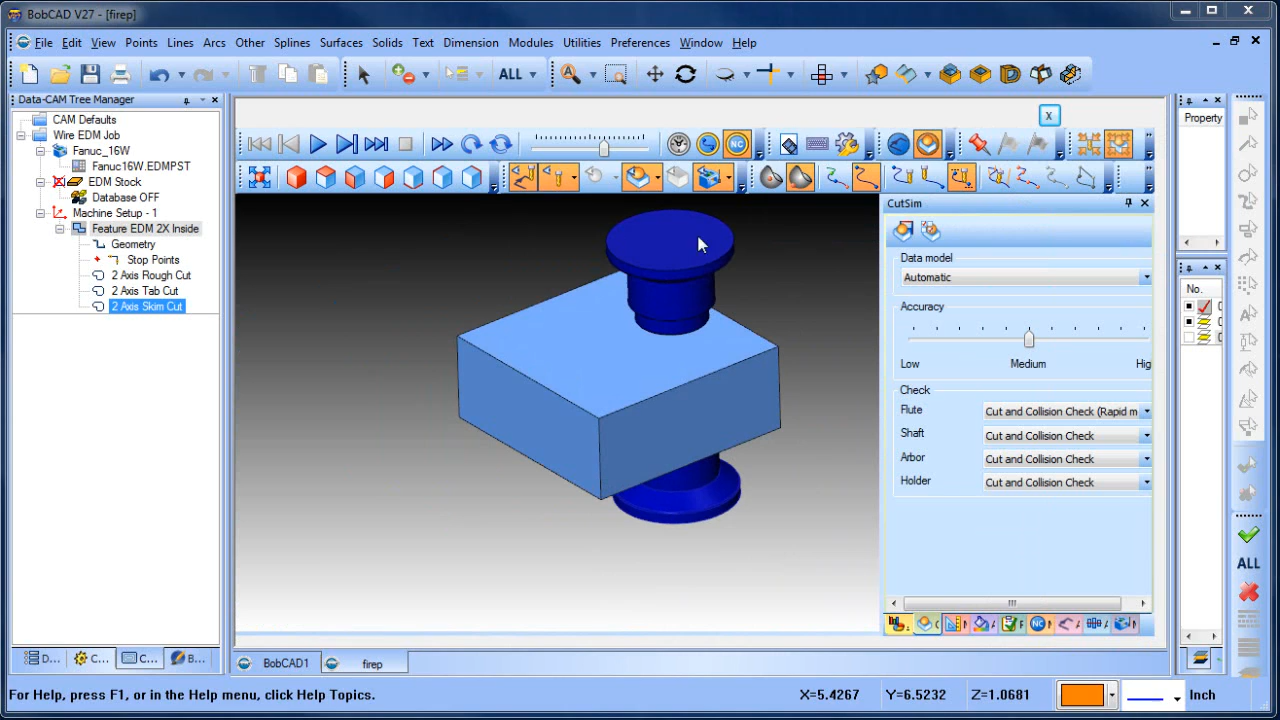 BobCAD V27 - [firep]
File Edit View Points Lines Arcs Other Splines Surfaces Solids Text Dimension Modules Utilities Preferences Window Help
ALL
Data-CAM Tree Manager
CAM Defaults
Wire EDM Job
Fanuc_16W
Fanuc16W.EDMPST
EDM Stock
Database OFF
Machine Setup - 1
Feature EDM 2X Inside
Geometry
Stop Points
2 Axis Rough Cut
2 Axis Tab Cut
2 Axis Skim Cut
X
NC
CutSim
Data model
Automatic
Accuracy
Low Medium Hig
Check
Flute Cut and Collision Check (Rapid m
Shaft Cut and Collision Check
Arbor Cut and Collision Check
Holder Cut and Collision Check
NC
Property
No.
ALL
D... C... C... B...
BobCAD1 firep
For Help, press F1, or in the Help menu, click Help Topics.
X=5.4267 Y=6.5232 Z=1.0681 Inch